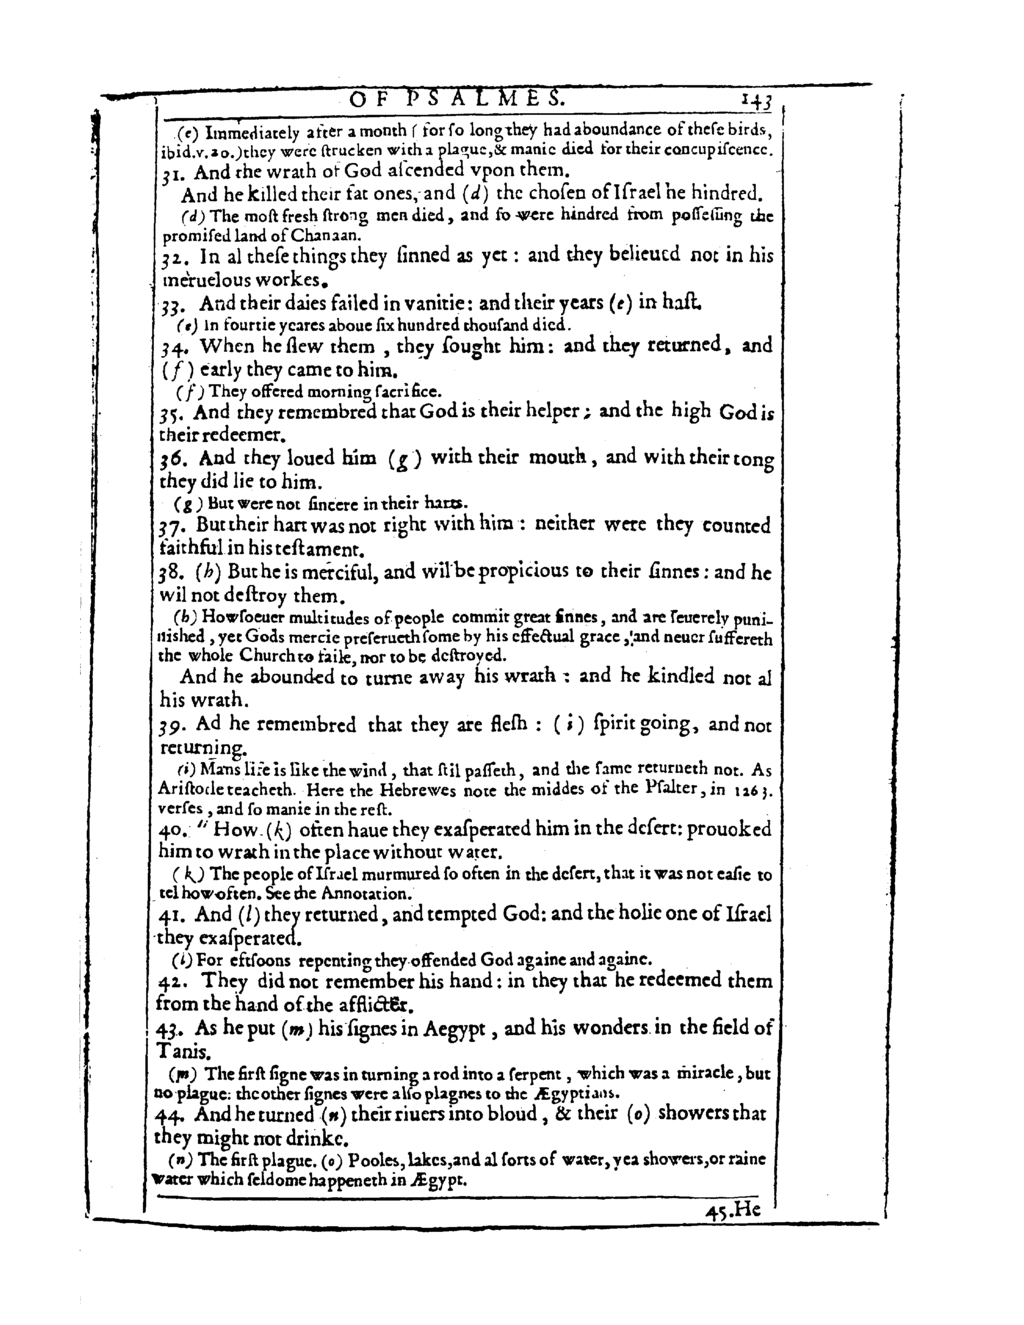 OF PSALMES. 143
(c) Immediately after a month ( for ſo long they had aboundance of theſe birds,
ibid.v.20.)they were ſtrucken with a plague,& manie died for their concupiſcence.
31. And the wrath of God aſcended vpon them.
And he killed their fat ones, and (d) the choſen of Iſrael he hindred.
(d) The moſt fresh ſtrong men died, and ſo were hindred from poſſeſſing the
promiſed land of Chanaan.
32. In al theſe things they ſinned as yet : and they belieued not in his
meruelous workes.
33. And their daies failed in vanitie: and their years (e) in haſt.
(e) In fourtie yeares aboue ſix hundred thouſand died.
34. When he ſlew them , they ſought him: and they returned, and
(f) early they came to him.
(f) They offered morning ſacrifice.
35. And they remembred that God is their helper ; and the high God is
their redeemer.
36. And they loued him (g) with their mouth , and with their tong
they did lie to him.
(g) But were not ſincere in their harts.
37. But their hart was not right with him : neither were they counted
faithful in his teſtament.
38. (h) But he is merciful, and wil be propicious to their ſinnes : and he
wil not deſtroy them.
(h) Howſoeuer multitudes of people commit great ſinnes, and are ſeuerely puni-
nished , yet Gods mercie preſerueth ſome by his effectual grace , and neuer ſuffereth
the whole Church to faile, nor to be deſtroyed.
And he abounded to turne away his wrath : and he kindled not al
his wrath.
39. Ad he remembred that they are fleſh : (i) ſpirit going, and not
returning.
(i) Mans life is like the wind , that ſtil paſſeth , and the ſame returneth not. As
Ariſtotle teacheth. Here the Hebrewes note the middes of the Pſalter, in 1263.
verſes , and ſo manie in the reſt.
40. " How (k) often haue they exaſperated him in the deſert: prouoked
him to wrath in the place without water.
(k) The people of Iſrael murmured ſo often in the deſert, that it was not eaſie to
tel how often. See the Annotation.
41. And (l) they returned , and tempted God: and the holie one of Iſrael
they exaſperated.
(l) For eftſoons repenting they offended God againe and againe.
42. They did not remember his hand : in they that he redeemed them
from the hand of the afflicter.
43. As he put (m) his ſignes in Aegypt , and his wonders in the field of
Tanis.
(m) The firſt ſigne was in turning a rod into a ſerpent , which was a miracle, but
no plague: the other ſignes were alſo plagnes to the Ægyptians.
44. And he turned (n) their riuers into bloud , & their (o) showers that
they might not drinke.
(n) The firſt plague. (o) Pooles, lakes,and al ſorts of water, yea showers,or raine
water which ſeldome happeneth in Ægypt.
45.He